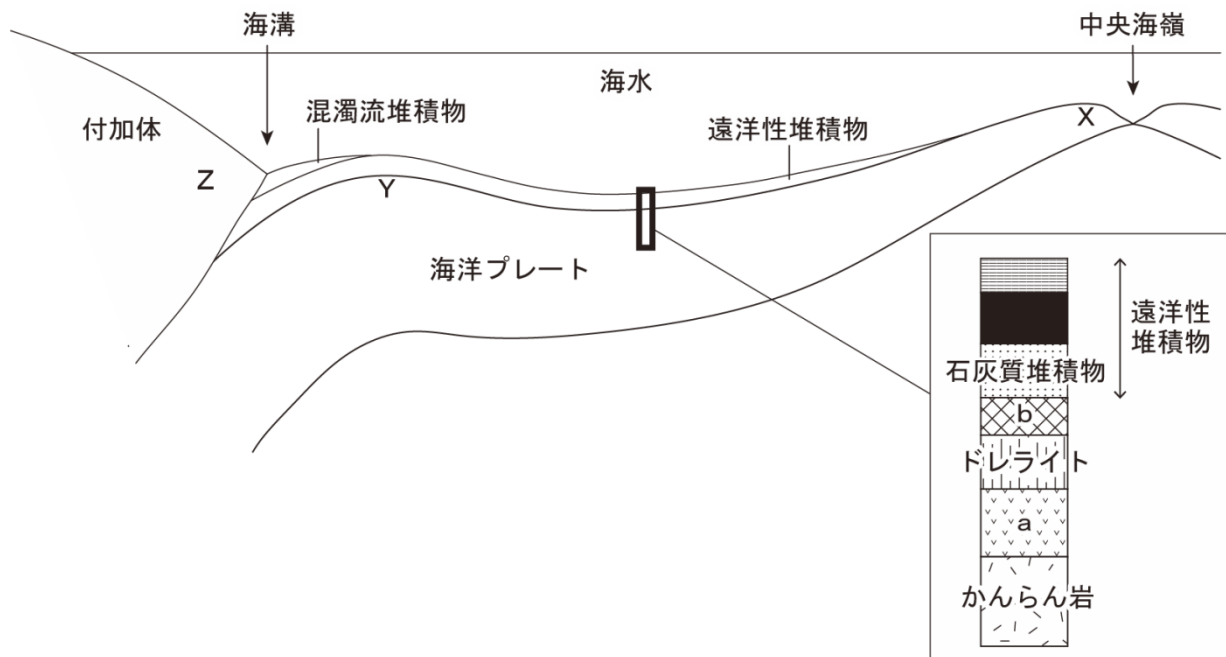 海溝
中央海嶺
海水
混濁流堆積物
付加体
遠洋性堆積物
X
Z
Y
海洋プレート
遠洋性
堆積物
石灰質堆積物
b
ドレライト
a
かんらん岩